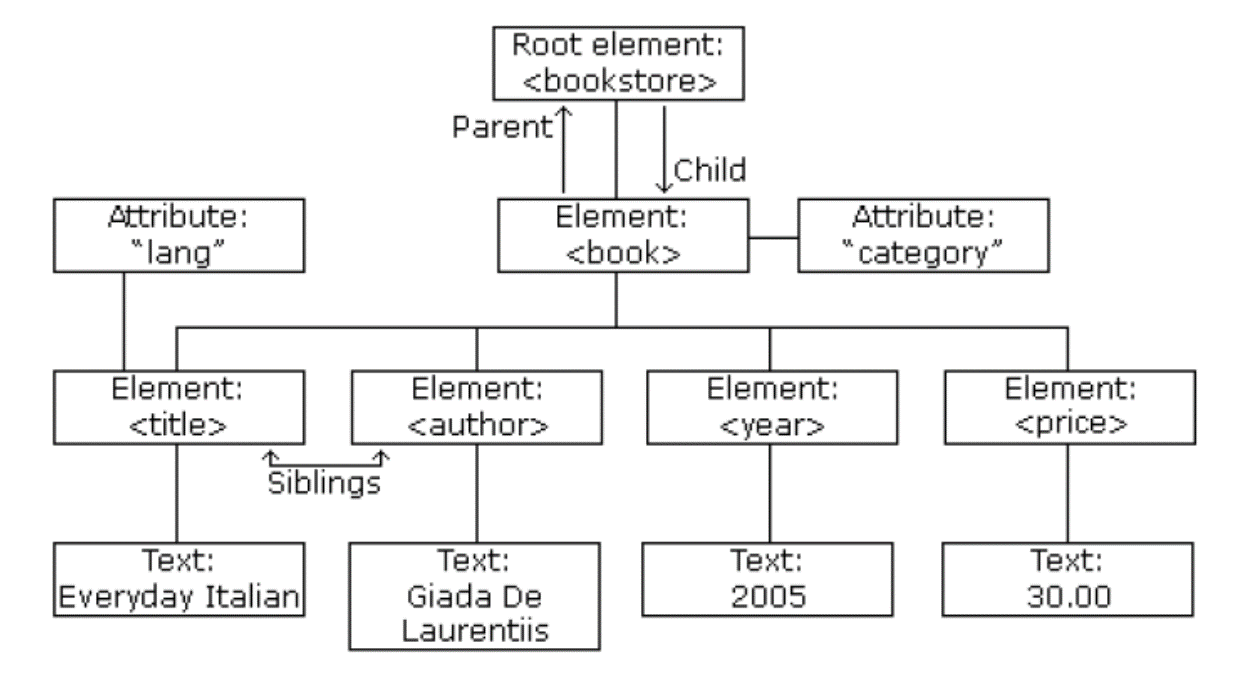 Root element:
<bookstore>
Parent
Child
Attribute:
“lang”
Element:
<book>
Attribute:
“category”
Element:
<title>
Element:
<author>
Element:
<year>
Element:
<price>
Siblings
Text:
Everyday Italian
Text:
Giada De
Laurentiis
Text:
2005
Text:
30.00